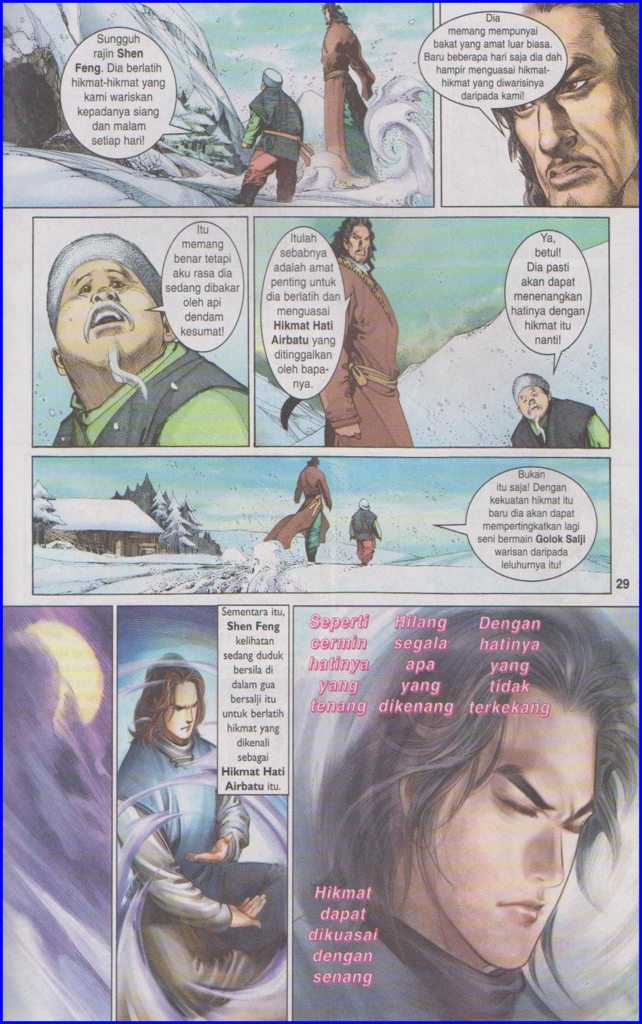 Sungguh
rajin Shen
Feng. Dia berlatih
hikmat-hikmat yang
kami wariskan
kepadanya siang
dan malam
setiap hari!
Dia
memang mempunyai
bakat yang amat luar biasa.
Baru beberapa hari saja dia dah
hampir menguasai hikmat-
hikmat yang diwarisinya
daripada kami!
Itu
memang
benar tetapi
aku rasa dia
sedang dibakar
oleh api
dendam
kesumat!
Itulah
sebabnya
adalah amat
penting untuk
dia berlatih dan
menguasai
Hikmat Hati
Airbatu yang
ditinggalkan
oleh bapa-
nya.
Ya,
betul!
Dia pasti
akan dapat
menenangkan
hatinya dengan
hikmat itu
nanti!
Bukan
itu saja! Dengan
kekuatan hikmat itu
baru dia akan dapat
mempertingkatkan lagi
seni bermain Golok Salji
warisan daripada
leluhurnya itu!
29
Sementara itu,
Shen Feng
kelihatan
sedang duduk
bersila di
dalam gua
bersalji itu
untuk berlatih
hikmat yang
dikenali
sebagai
Hikmat Hati
Airbatu itu.
Seperti
cermin
hatinya
yang
tenang
Hilang
segala
apa
yang
dikenang
Dengan
hatinya
yang
tidak
terkekang
Hikmat
dapat
dikuasai
dengan
senang